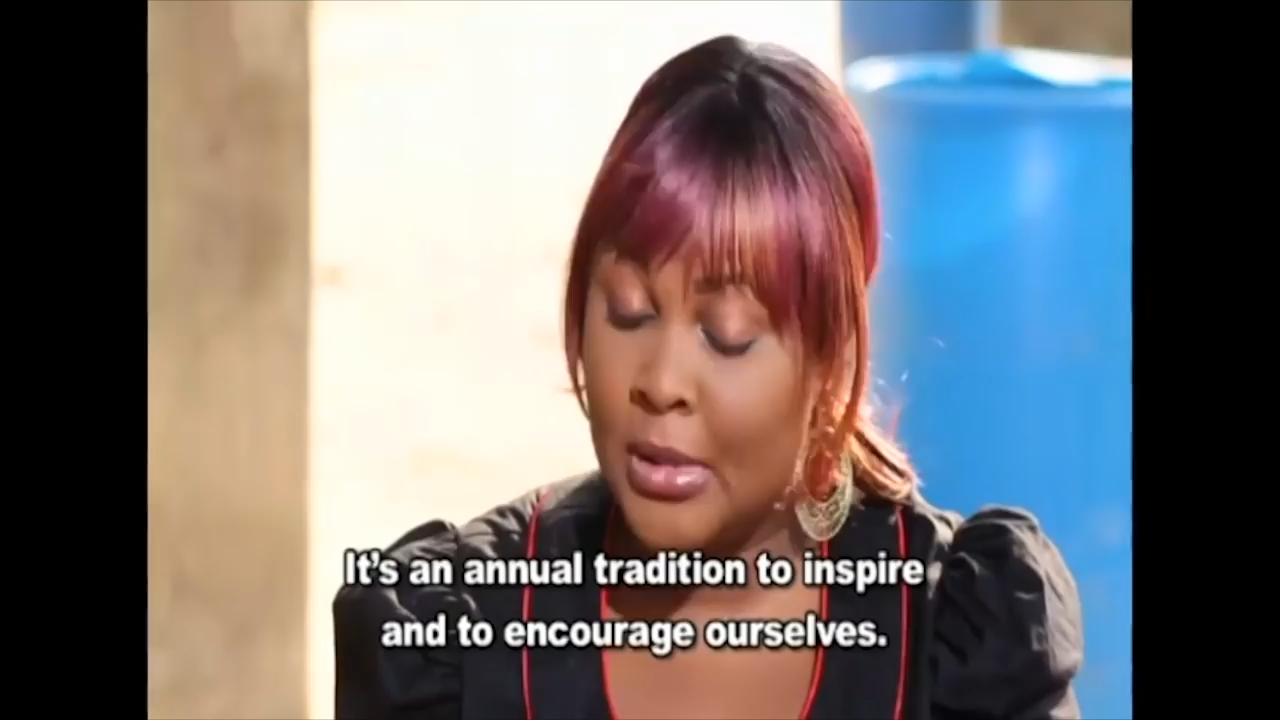 It's an annual tradition to inspire
and to encourage ourselves.